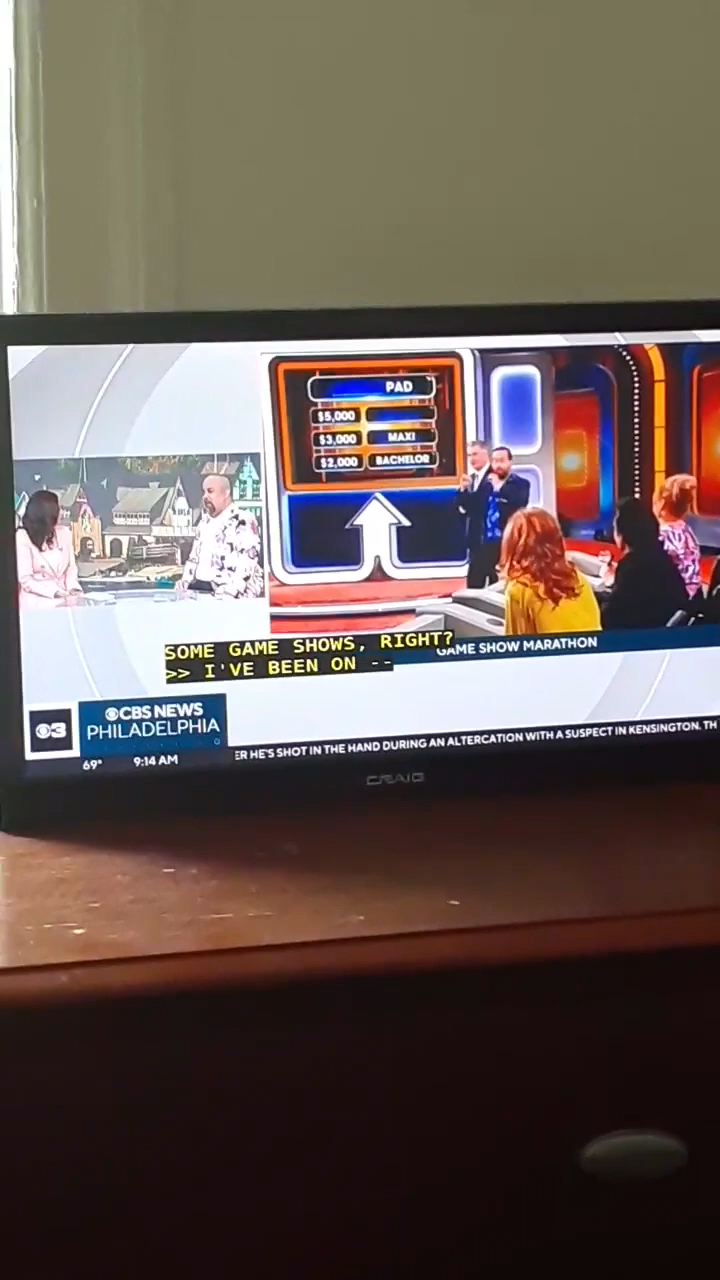 PAD
$5,000
$3,000 MAXI
$2,000 BACHELOR
SOME GAME SHOWS, RIGHT?
>> I'VE BEEN ON --
GAME SHOW MARATHON
3
CBS NEWS
PHILADELPHIA
69° 9:14 AM
ER HE'S SHOT IN THE HAND DURING AN ALTERCATION WITH A SUSPECT IN KENSINGTON. TH
CRAIG